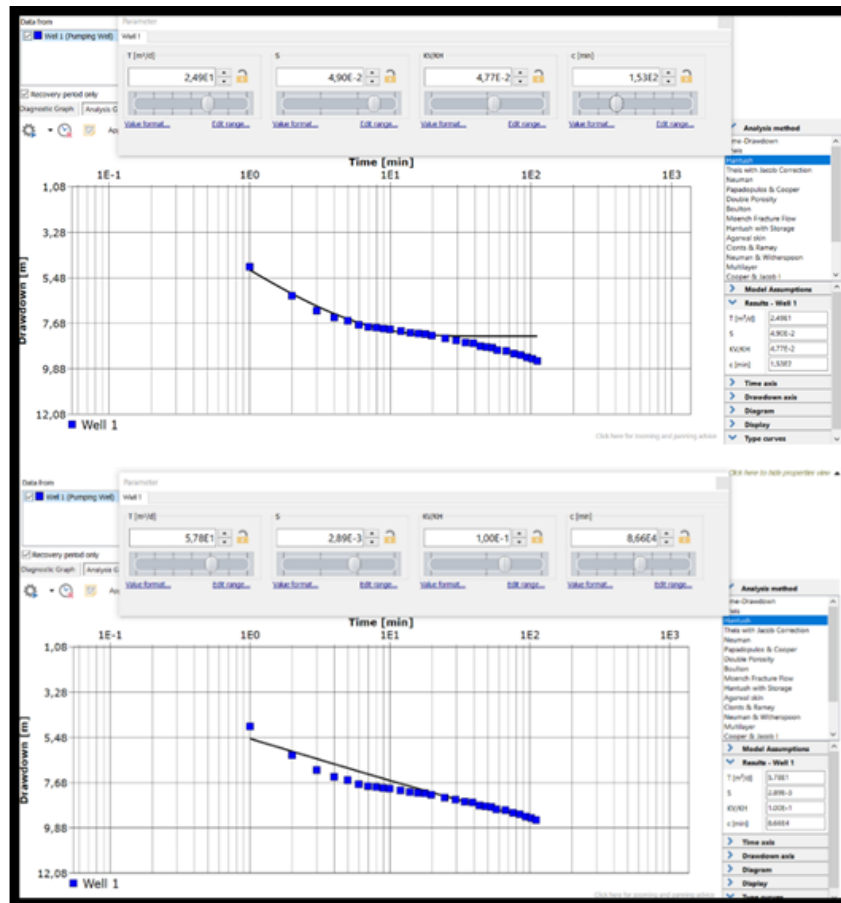 Data from
Well 1 (Pumping Well)
Recovery period only
Diagnostic Graph Analysis G
Parameter
Well 1
T [m²/d] S KV/KH c [min]
2,49E1 4,90E-2 4,77E-2 1,53E2
Value format... Edit range... Value format... Edit range... Value format... Edit range... Value format... Edit range...
Time [min]
1E-1 1E0 1E1 1E2 1E3
1,08
3,28
5,48
7,68
9,88
12,08
Drawdown [m]
Well 1
Click here for zooming and panning advice
Analysis method
Hantush
Theis with Jacob Correction
Neuman
Papadopulos & Cooper
Double Porosity
Boulton
Moench Fracture Flow
Hantush with Storage
Agarwal skin
Clonts & Ramey
Neuman & Witherspoon
Multilayer
Cooper & Jacob I
Model Assumptions
Results - Well 1
T [m²/d] 2,49E1
S 4,90E-2
KV/KH 4,77E-2
c [min] 1,53E2
Time axis
Drawdown axis
Diagram
Display
Type curves
Click here to hide properties view
Data from
Well 1 (Pumping Well)
Recovery period only
Diagnostic Graph Analysis G
Parameter
Well 1
T [m²/d] S KV/KH c [min]
5,78E1 2,89E-3 1,00E-1 8,66E4
Value format... Edit range... Value format... Edit range... Value format... Edit range... Value format... Edit range...
Time [min]
1E-1 1E0 1E1 1E2 1E3
1,08
3,28
5,48
7,68
9,88
12,08
Drawdown [m]
Well 1
Click here for zooming and panning advice
Analysis method
Hantush
Theis with Jacob Correction
Neuman
Papadopulos & Cooper
Double Porosity
Boulton
Moench Fracture Flow
Hantush with Storage
Agarwal skin
Clonts & Ramey
Neuman & Witherspoon
Multilayer
Cooper & Jacob I
Model Assumptions
Results - Well 1
T [m²/d] 5,78E1
S 2,89E-3
KV/KH 1,00E-1
c [min] 8,66E4
Time axis
Drawdown axis
Diagram
Display
Type curves